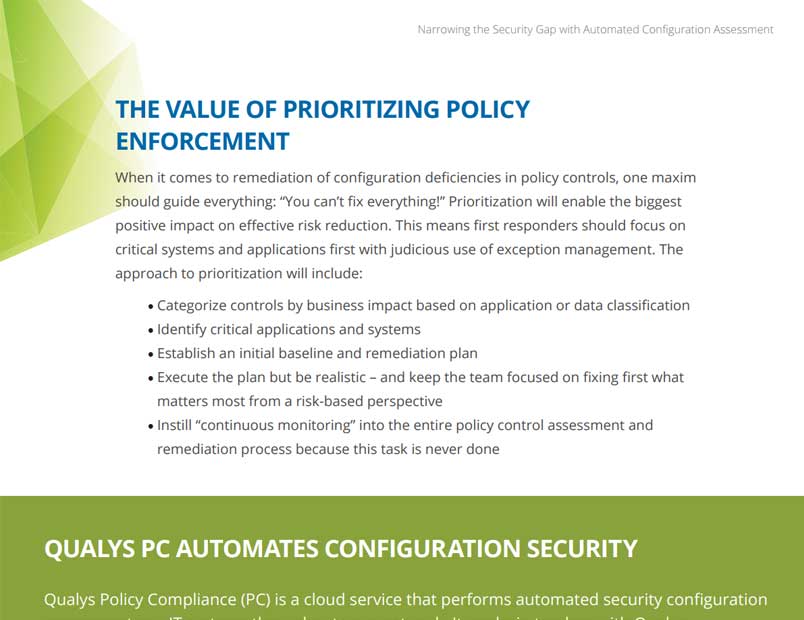 Narrowing the Security Gap with Automated Configuration Assessment
THE VALUE OF PRIORITIZING POLICY
ENFORCEMENT
When it comes to remediation of configuration deficiencies in policy controls, one maxim
should guide everything: “You can’t fix everything!” Prioritization will enable the biggest
positive impact on effective risk reduction. This means first responders should focus on
critical systems and applications first with judicious use of exception management. The
approach to prioritization will include:
• Categorize controls by business impact based on application or data classification
• Identify critical applications and systems
• Establish an initial baseline and remediation plan
• Execute the plan but be realistic – and keep the team focused on fixing first what
matters most from a risk-based perspective
• Instill “continuous monitoring” into the entire policy control assessment and
remediation process because this task is never done
QUALYS PC AUTOMATES CONFIGURATION SECURITY
Qualys Policy Compliance (PC) is a cloud service that performs automated security configuration